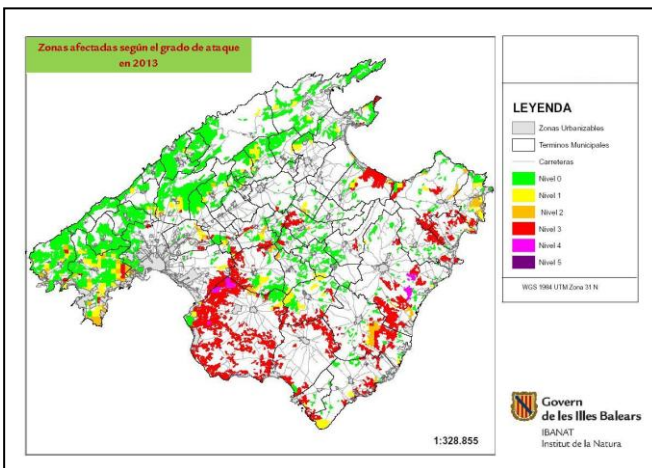 Zonas afectadas según el grado de ataque
en 2013
LEYENDA
Zonas Urbanizables
Terminos Municipales
Carreteras
Nivel 0
Nivel 1
Nivel 2
Nivel 3
Nivel 4
Nivel 5
WGS 1984 UTM Zona 31 N
1:328.855
Govern
de les Illes Balears
IBANAT
Institut de la Natura